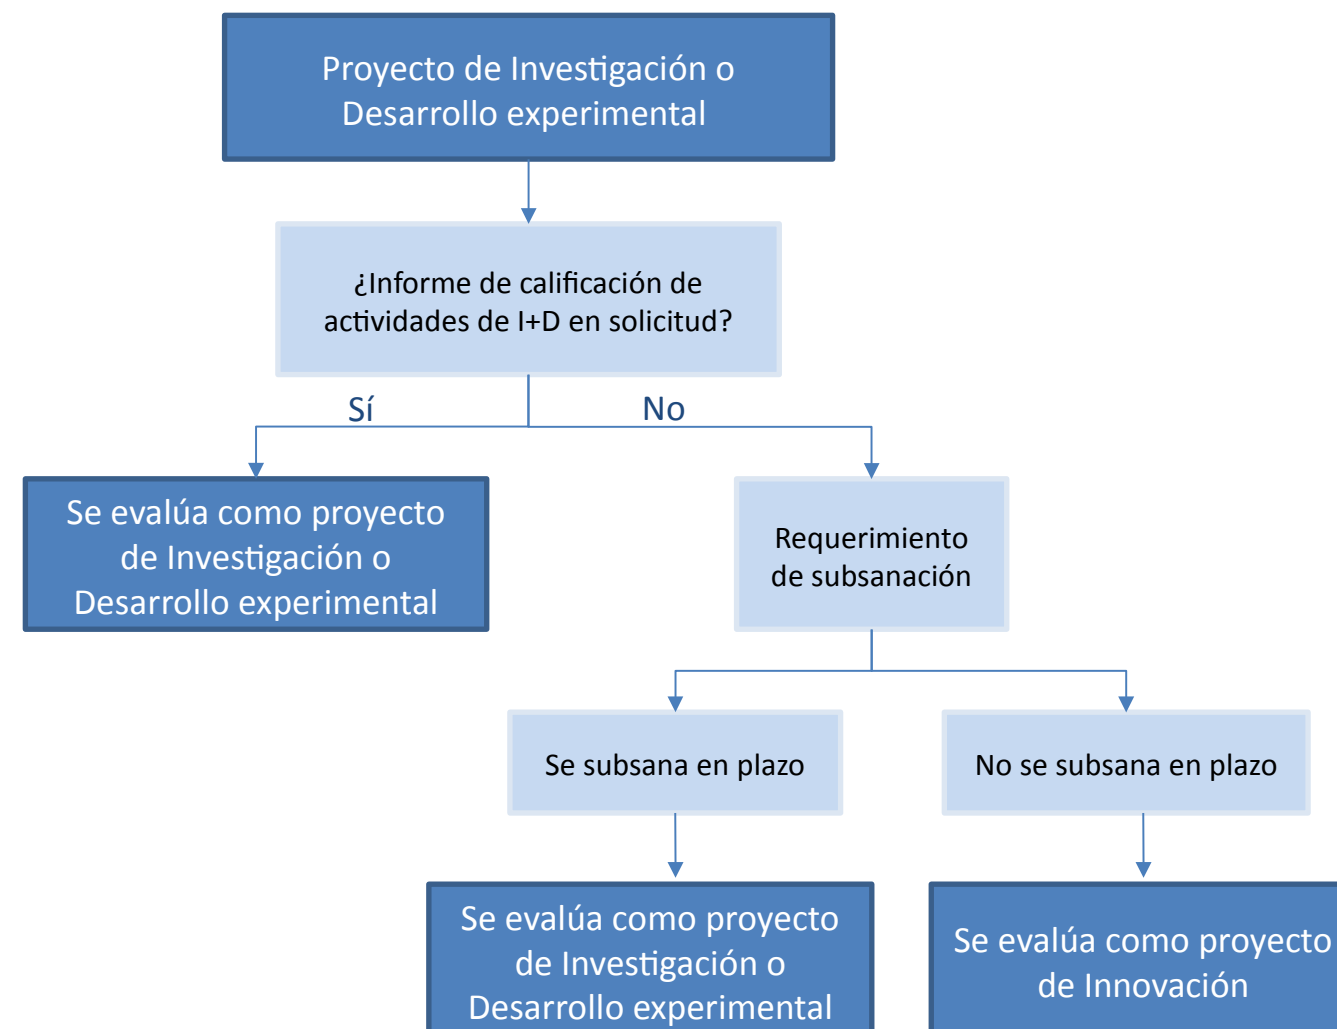 Proyecto de Investigación o
Desarrollo experimental
¿Informe de calificación de
actividades de I+D en solicitud?
Sí
No
Se evalúa como proyecto
de Investigación o
Desarrollo experimental
Requerimiento
de subsanación
Se subsana en plazo
No se subsana en plazo
Se evalúa como proyecto
de Investigación o
Desarrollo experimental
Se evalúa como proyecto
de Innovación